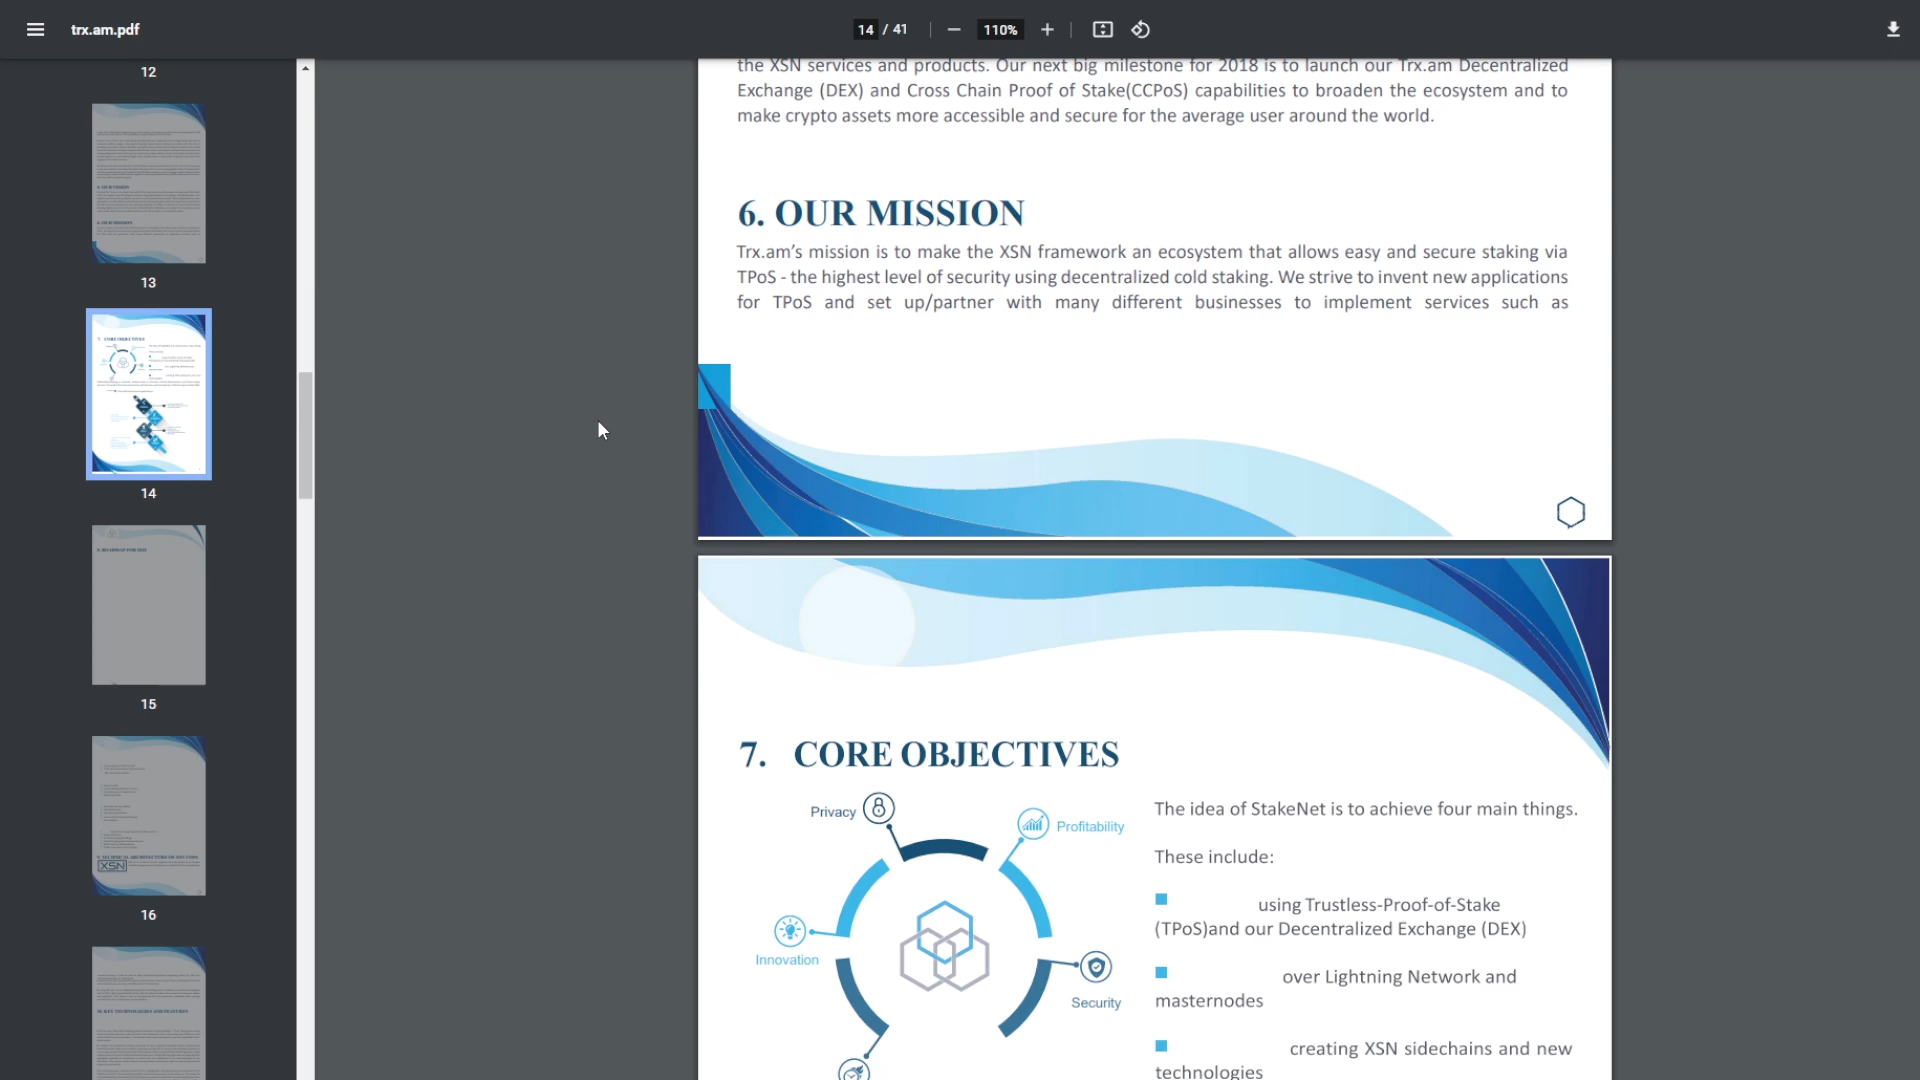 trx.am.pdf
14 / 41
110%
12
13
14
15
16
XSN
the XSN services and products. Our next big milestone for 2018 is to launch our Trx.am Decentralized
Exchange (DEX) and Cross Chain Proof of Stake(CCPoS) capabilities to broaden the ecosystem and to
make crypto assets more accessible and secure for the average user around the world.
6. OUR MISSION
Trx.am’s mission is to make the XSN framework an ecosystem that allows easy and secure staking via
TPoS - the highest level of security using decentralized cold staking. We strive to invent new applications
for TPoS and set up/partner with many different businesses to implement services such as
7. CORE OBJECTIVES
Privacy
Profitability
Innovation
Security
The idea of StakeNet is to achieve four main things.
These include:
using Trustless-Proof-of-Stake
(TPoS)and our Decentralized Exchange (DEX)
over Lightning Network and
masternodes
creating XSN sidechains and new
technologies